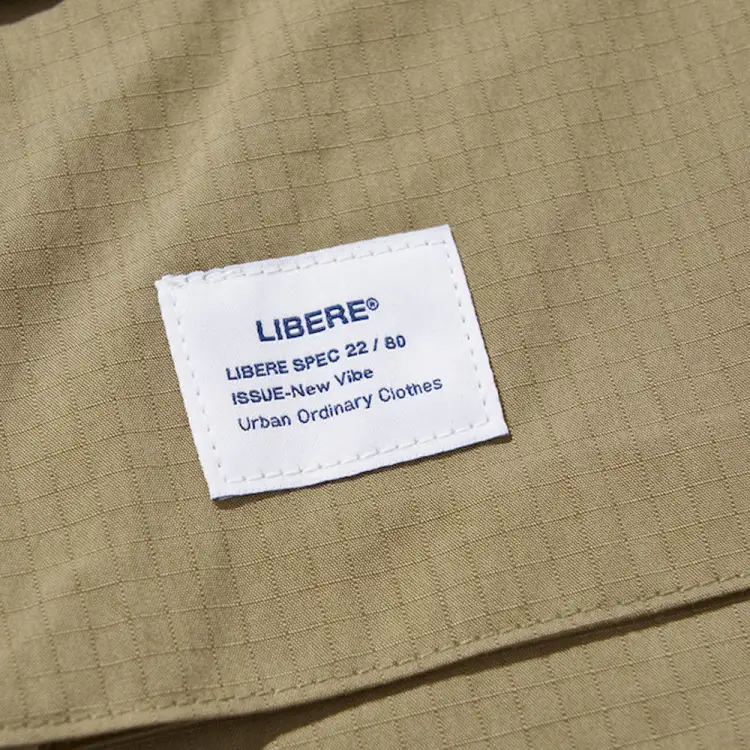 LIBERE®
LIBERE SPEC 22 / 80
ISSUE-New Vibe
Urban Ordinary Clothes